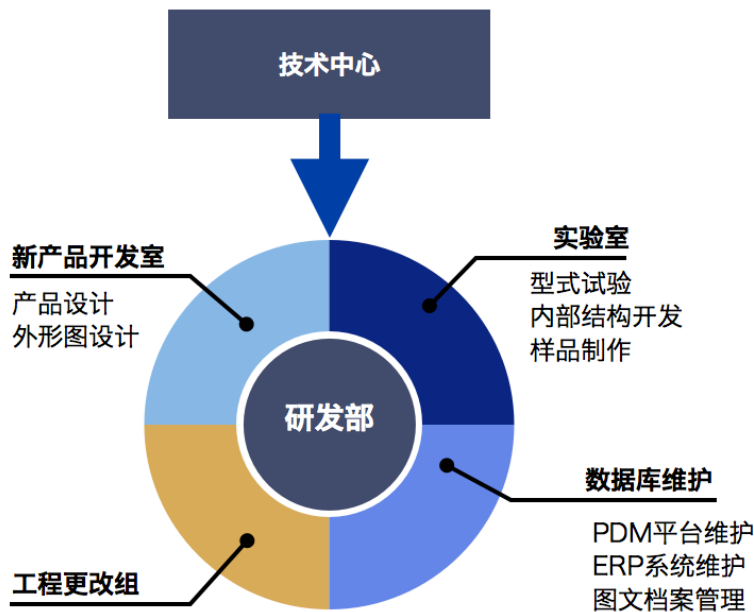 技术中心
新产品开发室
产品设计
外形图设计
实验室
型式试验
内部结构开发
样品制作
研发部
数据库维护
PDM平台维护
ERP系统维护
图文档案管理
工程更改组